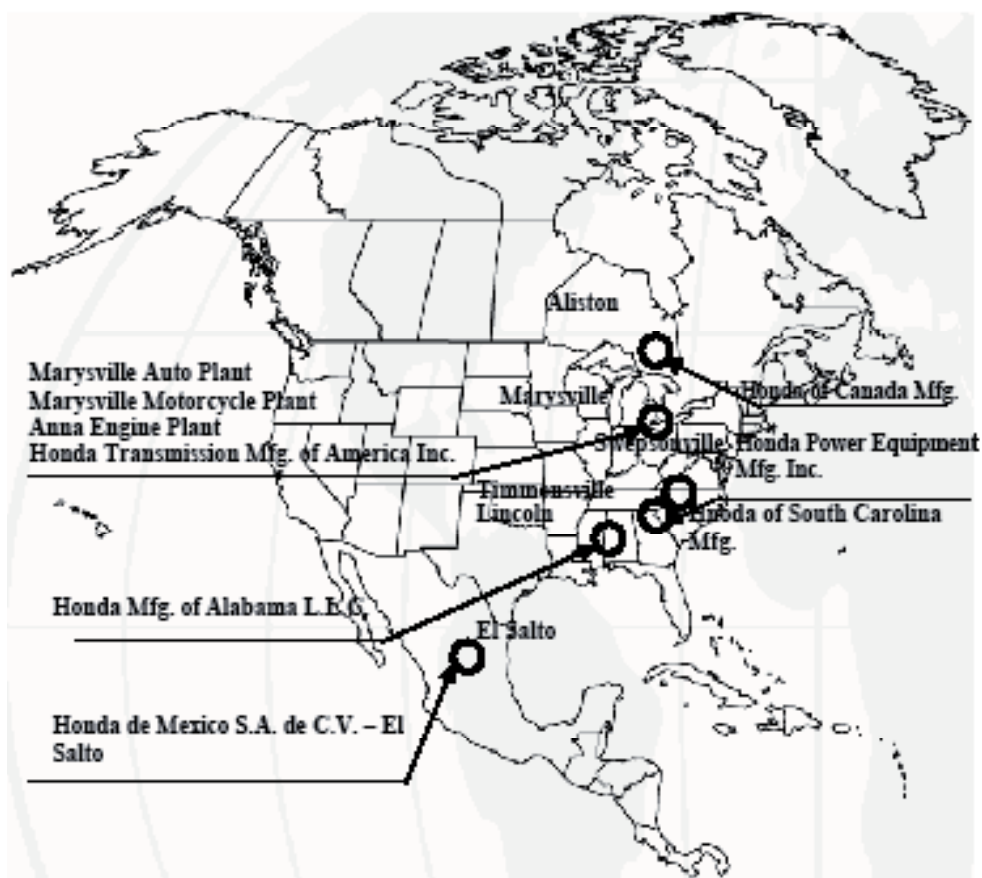 Aliston
Marysville Auto Plant
Marysville Motorcycle Plant
Anna Engine Plant
Honda Transmission Mfg. of America Inc.
Marysville
Honda of Canada Mfg.
Swepsonville
Honda Power Equipment
Mfg. Inc.
Timmonsville
Lincoln
Hnoda of South Carolina
Mfg.
Honda Mfg. of Alabama L.E.C.
El Salto
Honda de Mexico S.A. de C.V. – El
Salto